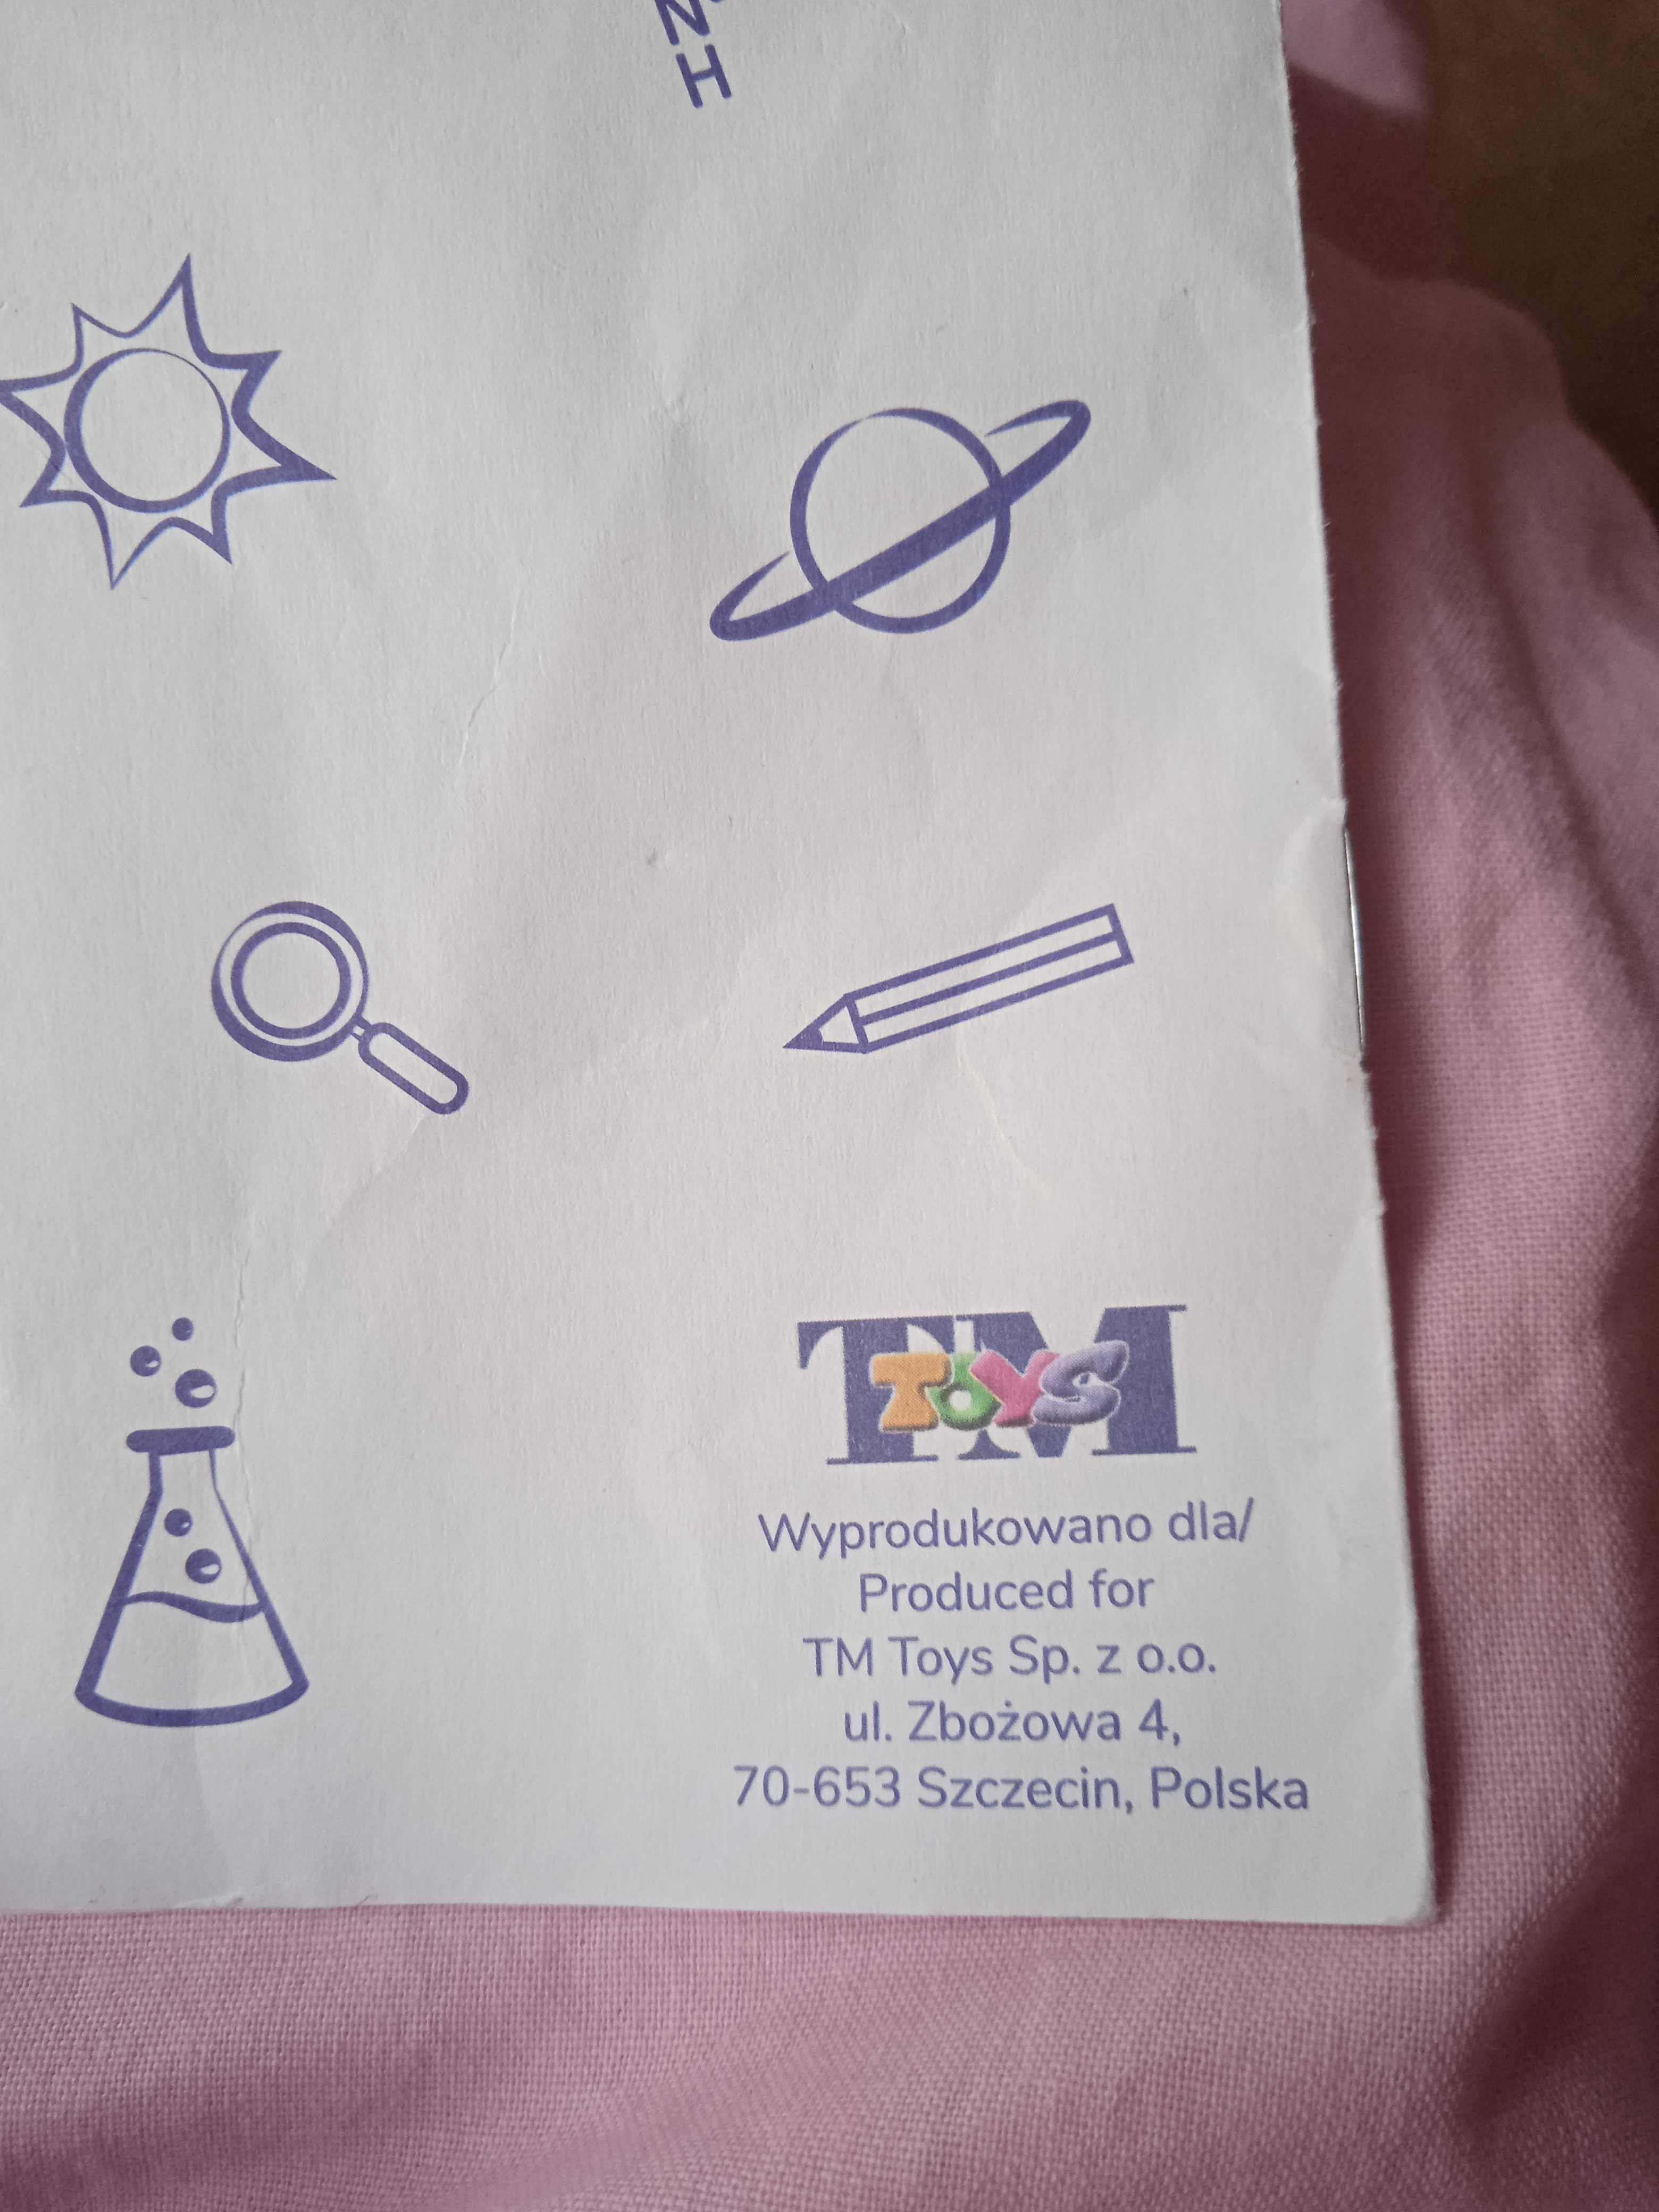 N
H
TM
TOYS
Wyprodukowano dla/
Produced for
TM Toys Sp. z o.o.
ul. Zbożowa 4,
70-653 Szczecin, Polska